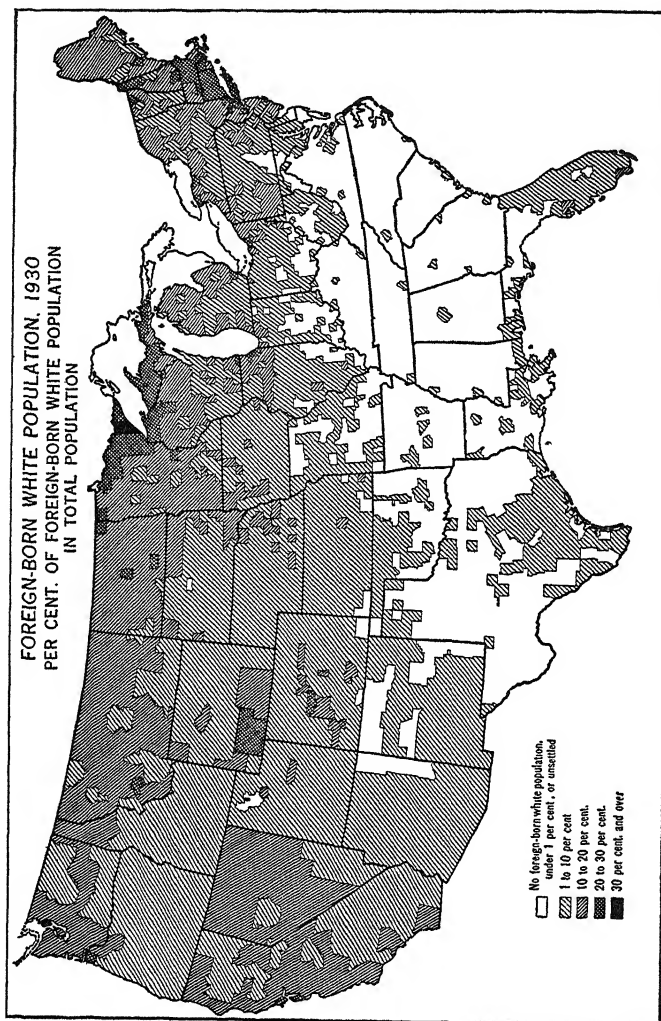 FOREIGN-BORN WHITE POPULATION, 1930
PER CENT. OF FOREIGN-BORN WHITE POPULATION
IN TOTAL POPULATION
No foreign-born white population,
under 1 per cent., or unsettled
1 to 10 per cent
10 to 20 per cent.
20 to 30 per cent.
30 per cent. and over